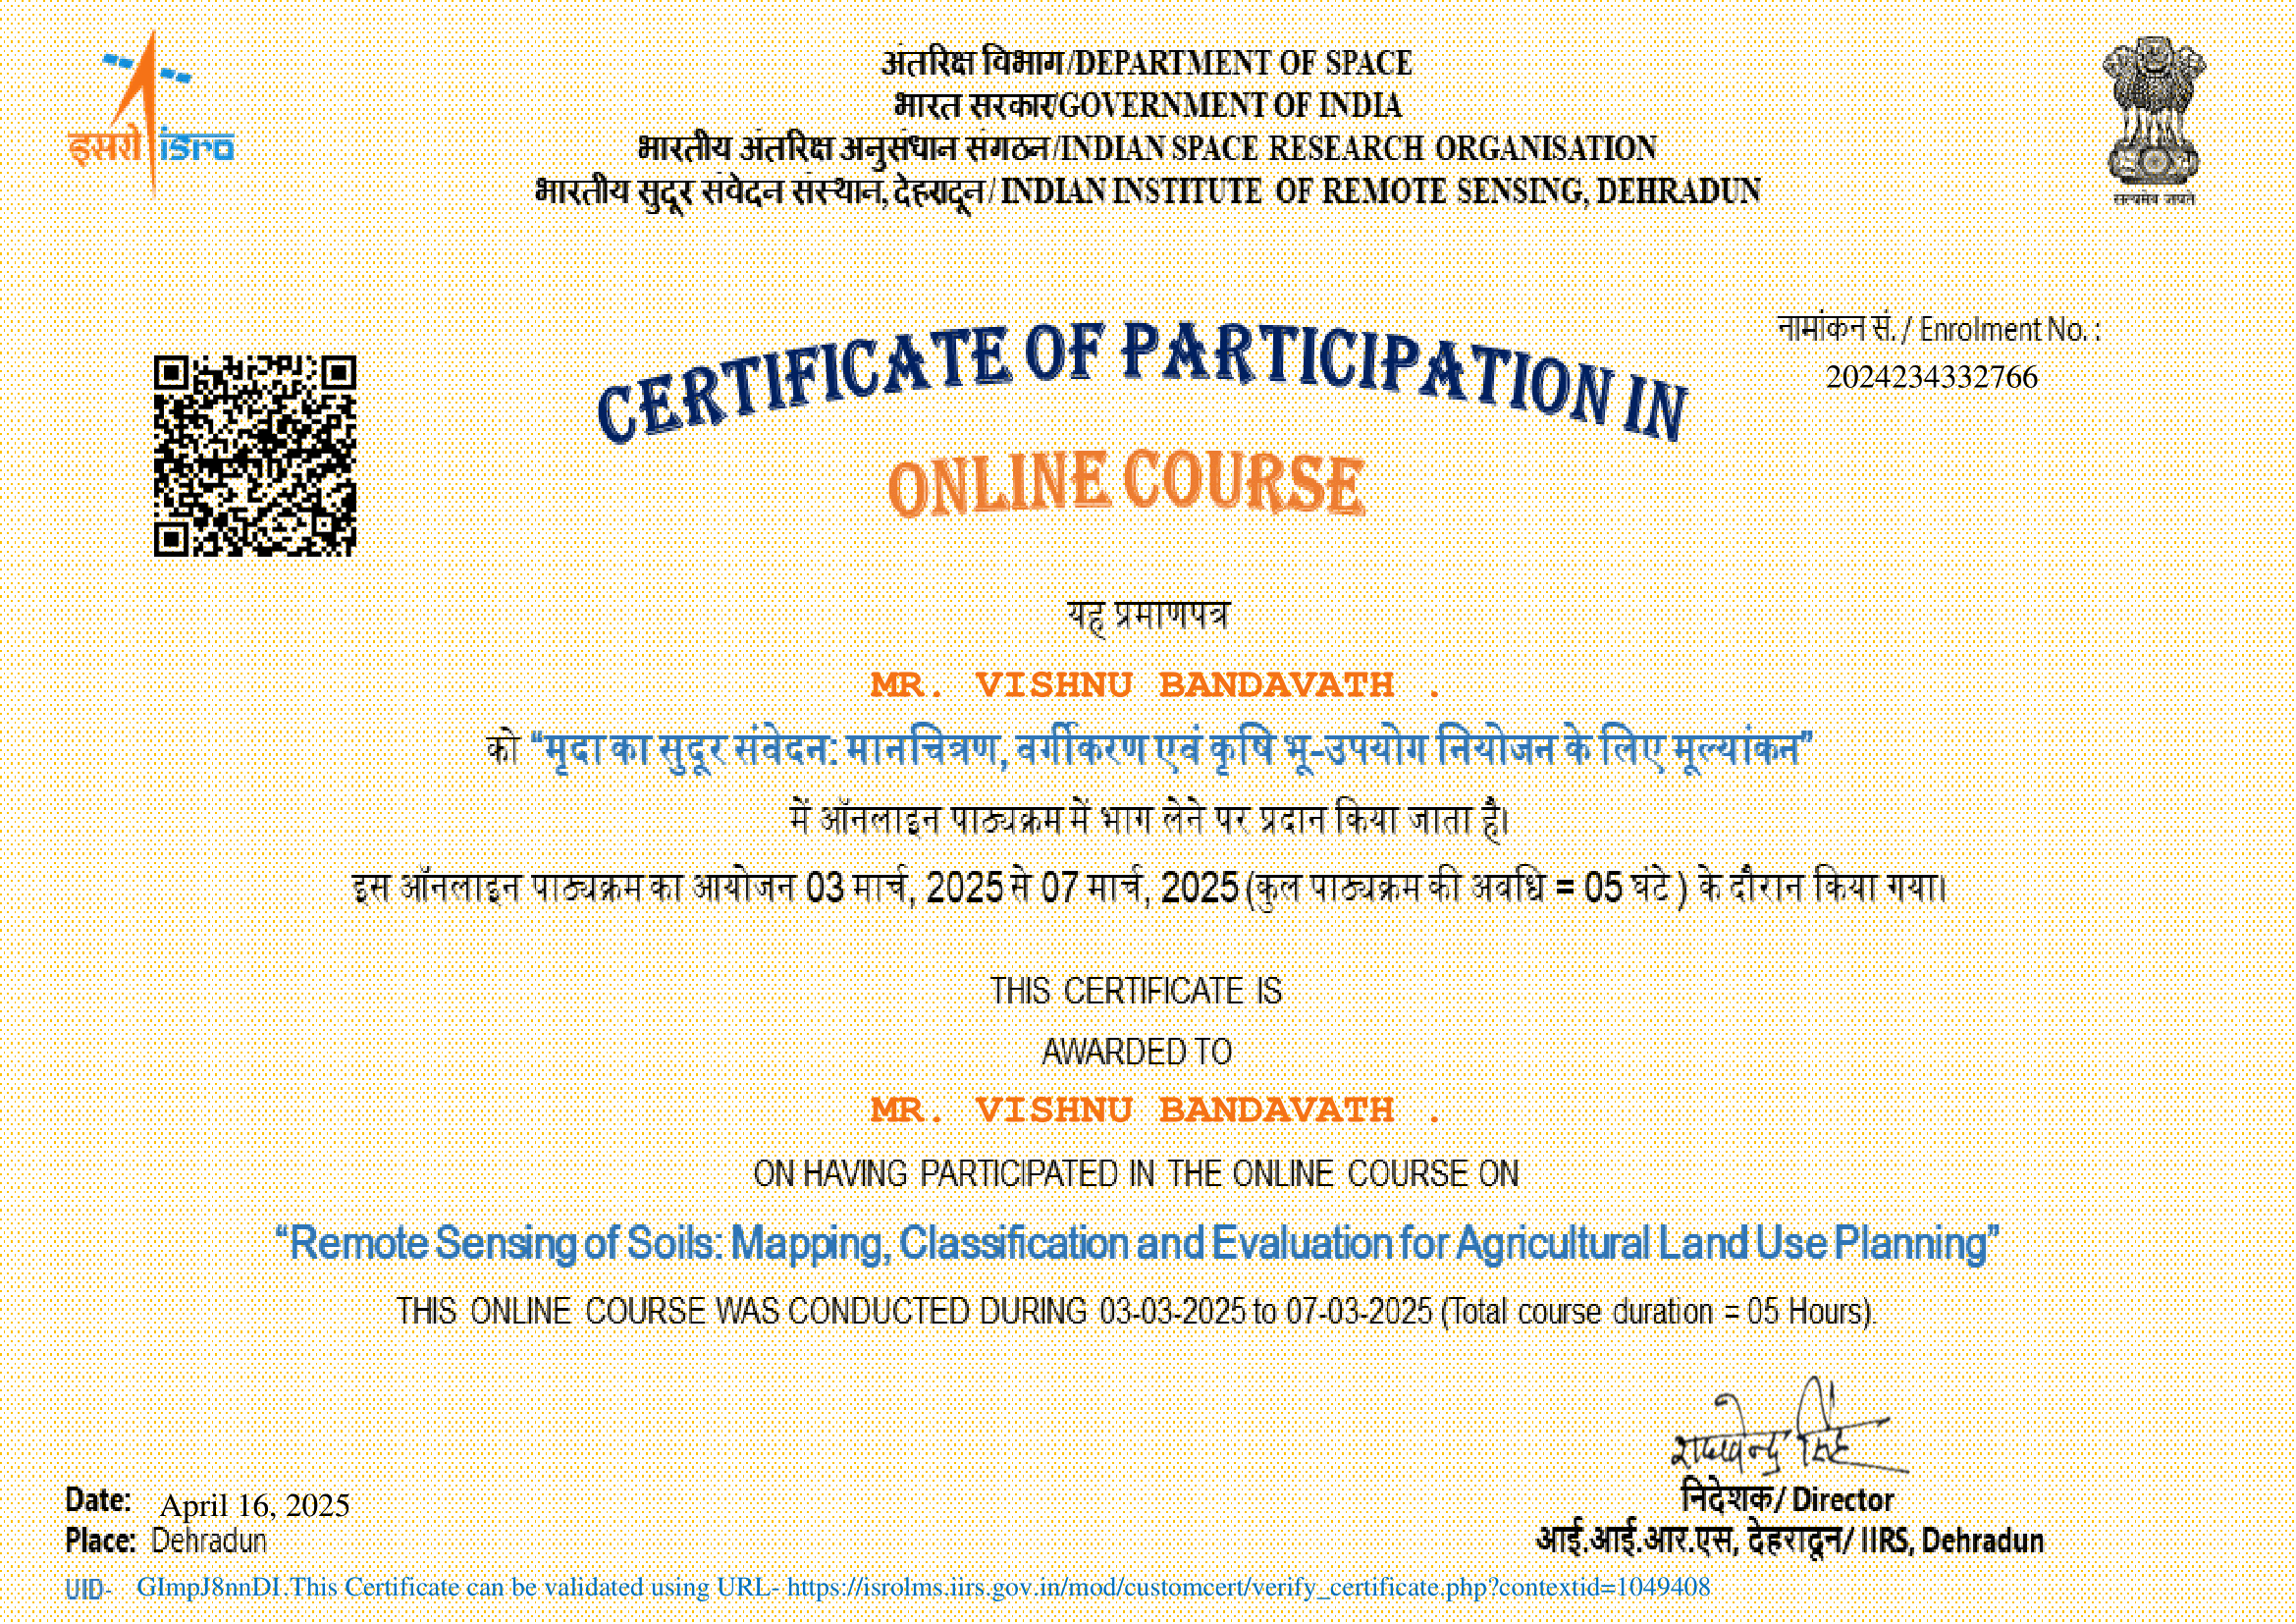 इसरो isro
अंतरिक्ष विभाग/DEPARTMENT OF SPACE
भारत सरकार/GOVERNMENT OF INDIA
भारतीय अंतरिक्ष अनुसंधान संगठन/INDIAN SPACE RESEARCH ORGANISATION
भारतीय सुदूर संवेदन संस्थान, देहरादून/ INDIAN INSTITUTE OF REMOTE SENSING, DEHRADUN
सत्यमेव जयते
नामांकन सं. / Enrolment No. :
2024234332766
CERTIFICATE OF PARTICIPATION IN
ONLINE COURSE
यह प्रमाणपत्र
MR. VISHNU BANDAVATH .
को “मृदा का सुदूर संवेदन: मानचित्रण, वर्गीकरण एवं कृषि भू-उपयोग नियोजन के लिए मूल्यांकन”
में ऑनलाइन पाठ्यक्रम में भाग लेने पर प्रदान किया जाता है।
इस ऑनलाइन पाठ्यक्रम का आयोजन 03 मार्च, 2025 से 07 मार्च, 2025 (कुल पाठ्यक्रम की अवधि = 05 घंटे ) के दौरान किया गया।
THIS CERTIFICATE IS
AWARDED TO
MR. VISHNU BANDAVATH .
ON HAVING PARTICIPATED IN THE ONLINE COURSE ON
“Remote Sensing of Soils: Mapping, Classification and Evaluation for Agricultural Land Use Planning”
THIS ONLINE COURSE WAS CONDUCTED DURING 03-03-2025 to 07-03-2025 (Total course duration = 05 Hours).
निदेशक/ Director
आई.आई.आर.एस, देहरादून/ IIRS, Dehradun
Date: April 16, 2025
Place: Dehradun
UID- GImpJ8nnDI.This Certificate can be validated using URL- https://isrolms.iirs.gov.in/mod/customcert/verify_certificate.php?contextid=1049408